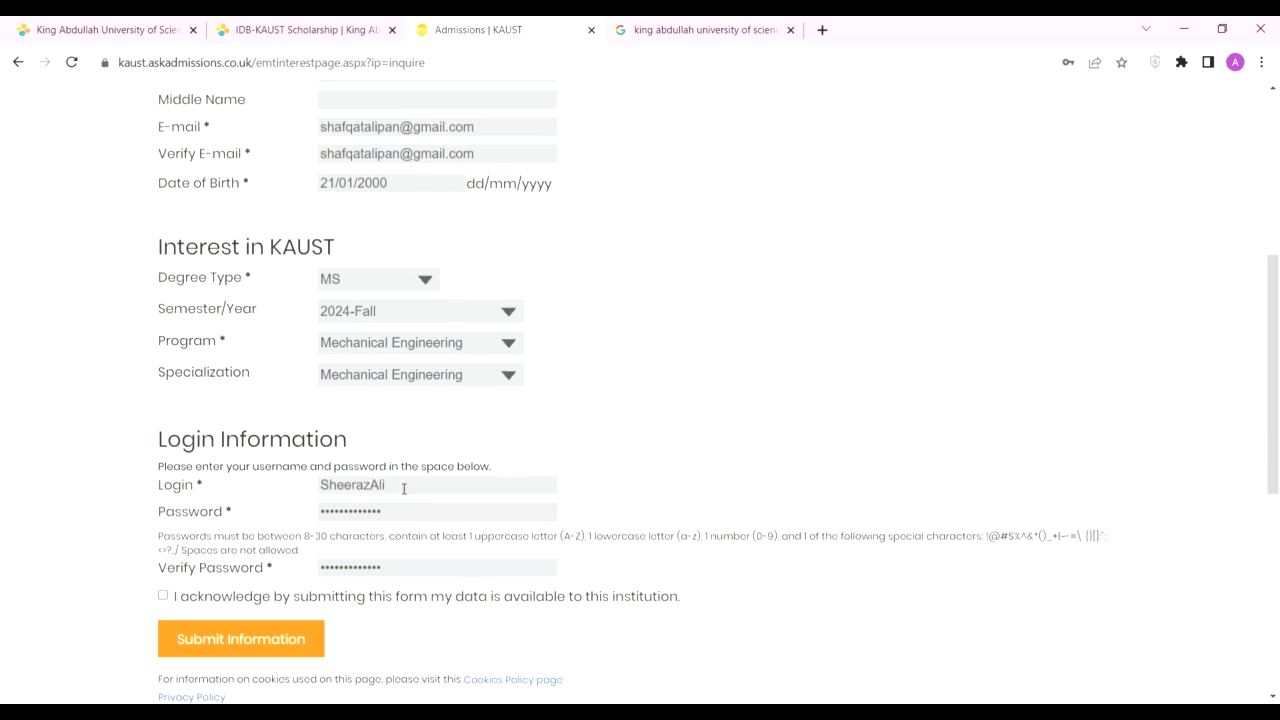 King Abdullah University of Scien
IDB-KAUST Scholarship | King Ab
Admissions | KAUST
king abdullah university of scienc
kaust.askadmissions.co.uk/emtinterestpage.aspx?ip=inquire
A
Middle Name
E-mail * shafqatalipan@gmail.com
Verify E-mail * shafqatalipan@gmail.com
Date of Birth * 21/01/2000 dd/mm/yyyy
Interest in KAUST
Degree Type * MS
Semester/Year 2024-Fall
Program * Mechanical Engineering
Specialization Mechanical Engineering
Login Information
Please enter your username and password in the space below.
Login * SheerazAli
Password * •••••••••••••
Passwords must be between 8-30 characters, contain at least 1 uppercase letter (A-Z), 1 lowercase letter (a-z), 1 number (0-9), and 1 of the following special characters:
Spaces are not allowed.
Verify Password * •••••••••••••
I acknowledge by submitting this form my data is available to this institution.
Submit Information
For information on cookies used on this page, please visit this Cookies Policy page
Privacy Policy